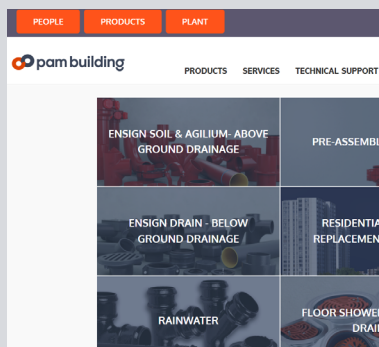 PEOPLE PRODUCTS PLANT
pam building
PRODUCTS SERVICES TECHNICAL SUPPORT
ENSIGN SOIL & AGILIUM- ABOVE
GROUND DRAINAGE
PRE-ASSEMBL
ENSIGN DRAIN - BELOW
GROUND DRAINAGE
RESIDENTIA
REPLACEMEN
RAINWATER
FLOOR SHOWE
DRAI